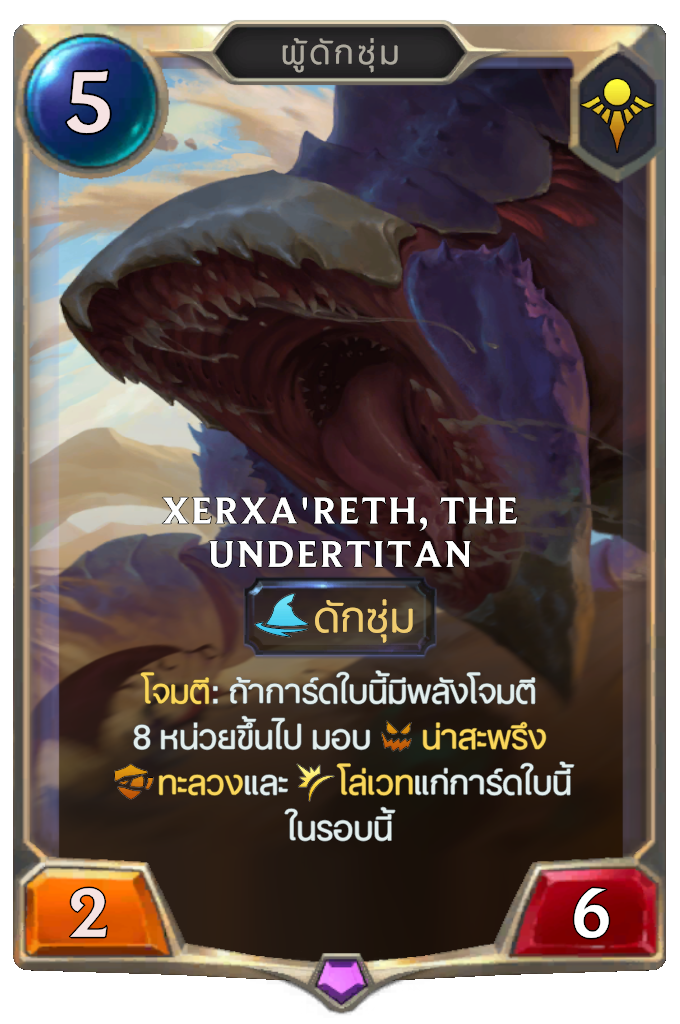 ผู้ดักซุ่ม
5
XERXA'RETH, THE
UNDERTITAN
ดักซุ่ม
โจมตี: ถ้าการ์ดใบนี้มีพลังโจมตี
8 หน่วยขึ้นไป มอบ น่าสะพรึง
ทะลวงและ โล่เวทแก่การ์ดใบนี้
ในรอบนี้
2
6